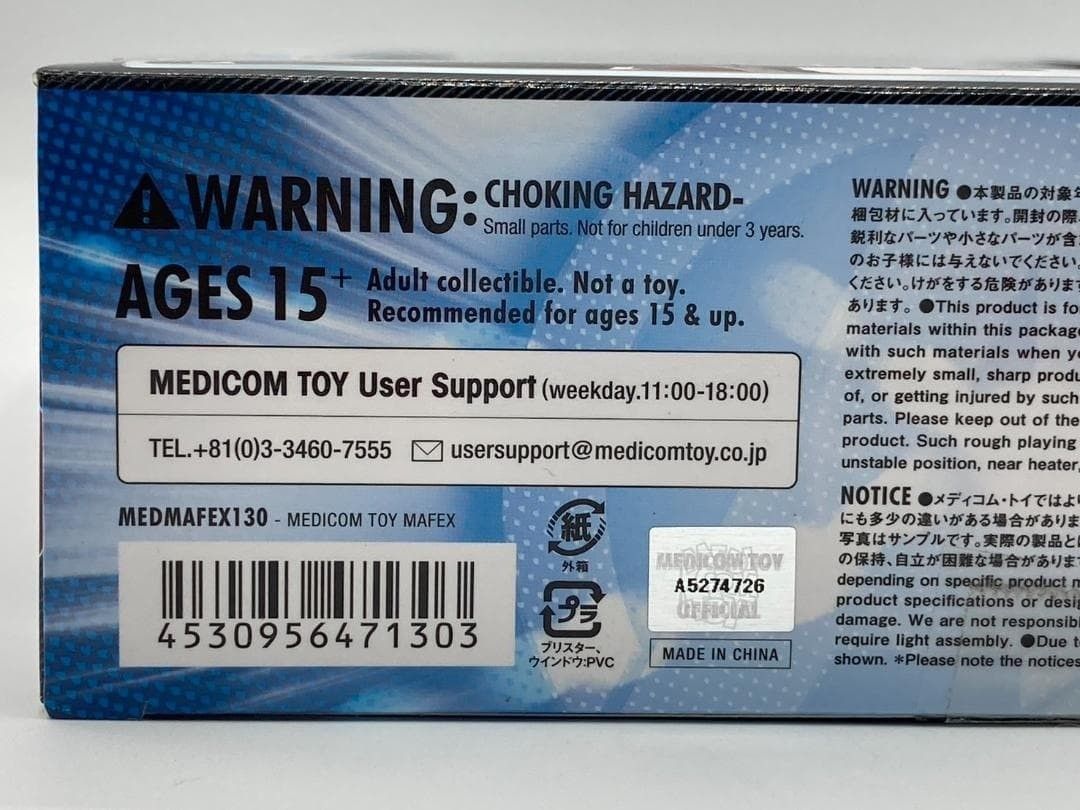 WARNING: CHOKING HAZARD-
Small parts. Not for children under 3 years.
AGES 15+ Adult collectible. Not a toy.
Recommended for ages 15 & up.
MEDICOM TOY User Support (weekday.11:00-18:00)
TEL.+81(0)3-3460-7555 usersupport@medicomtoy.co.jp
MEDMAFEX130 - MEDICOM TOY MAFEX
4530956471303
紙
外箱
プラ
ブリスター、
ウインドウ:PVC
MEDICOM TOY
A5274726
OFFICIAL
MADE IN CHINA
WARNING ●本製品の対象年
梱包材に入っています。開封の際
鋭利なパーツや小さなパーツが含
のお子様には与えないでください。
ください。けがをする危険があります
あります。 ●This product is fo
materials within this package
with such materials when yo
extremely small, sharp produ
of, or getting injured by such
parts. Please keep out of the
product. Such rough playing
unstable position, near heater,
NOTICE ●メディコム・トイではよい
にも多少の違いがある場合がありま
写真はサンプルです。実際の製品とは
の保持、自立が困難な場合があります
depending on specific product m
product specifications or desig
damage. We are not responsibl
require light assembly. ●Due t
shown. *Please note the notices